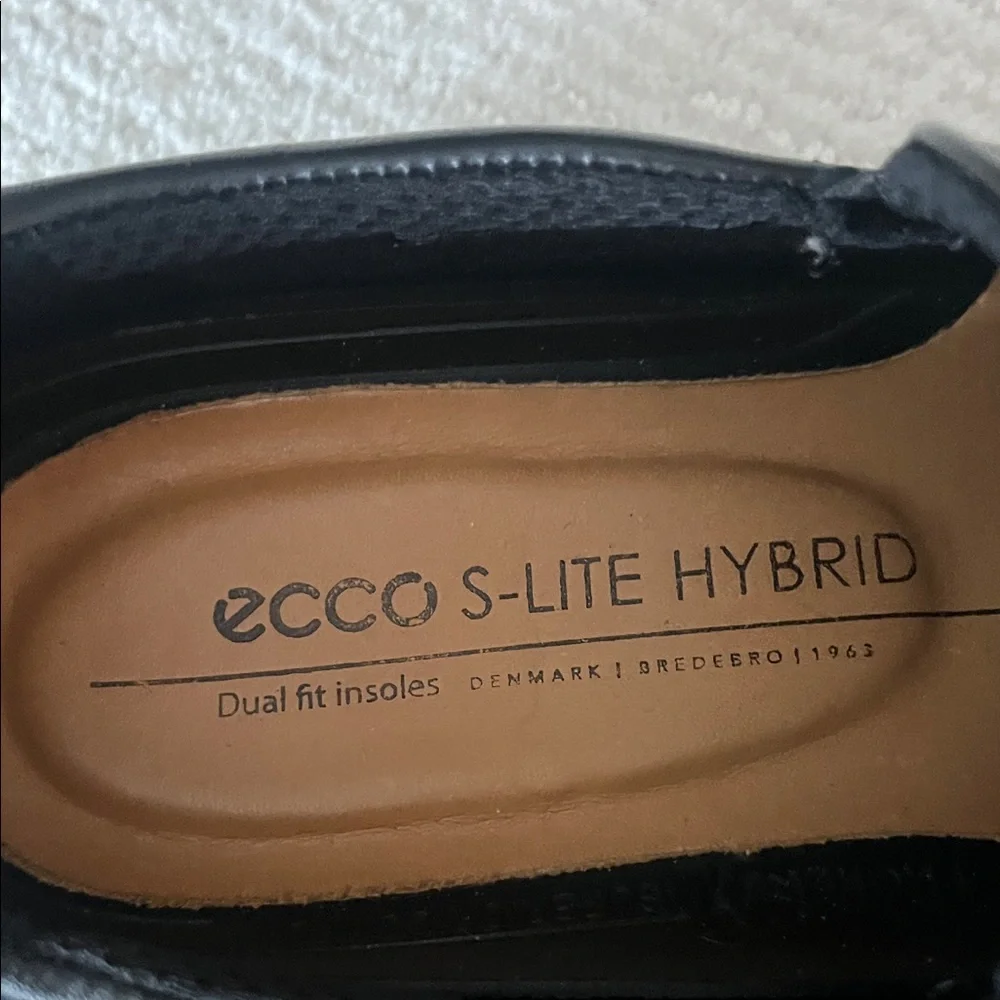 ecco S-LITE HYBRID
Dual fit insoles DENMARK | BREDEBRO | 1963